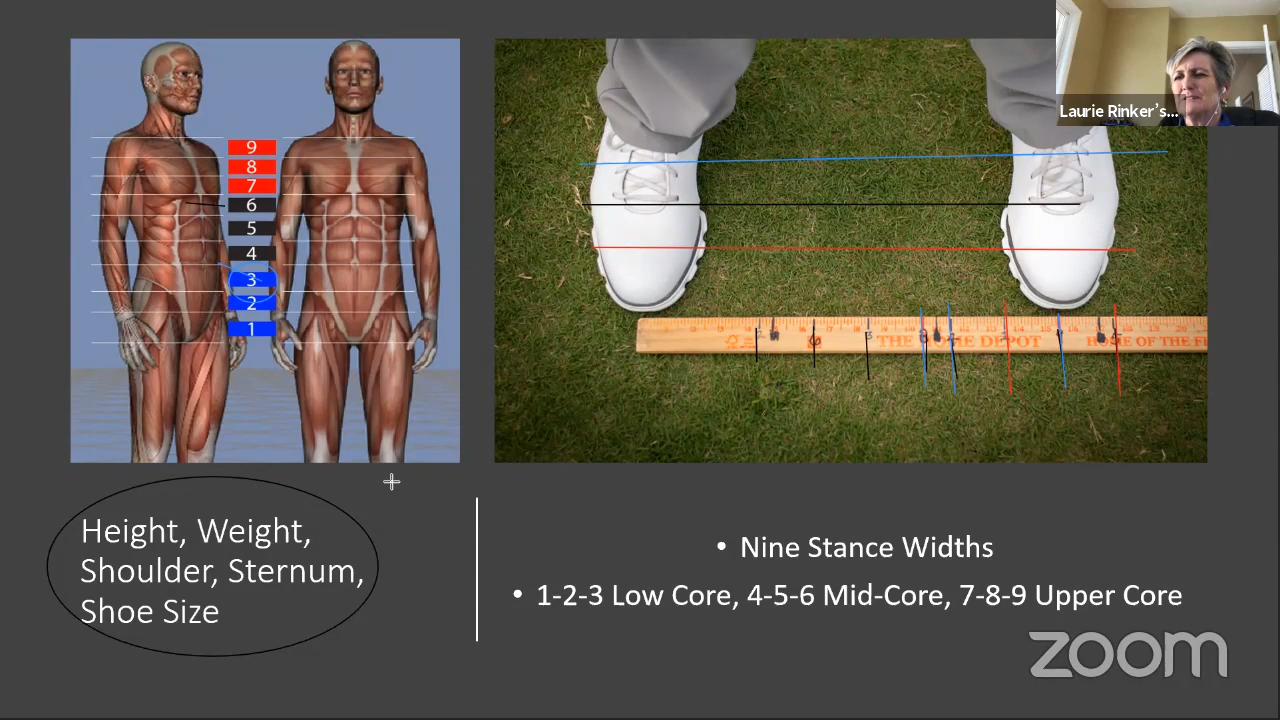 Laurie Rinker's...
9
8
7
6
5
4
3
2
1
THE HOME DEPOT
Height, Weight,
Shoulder, Sternum,
Shoe Size
• Nine Stance Widths
• 1-2-3 Low Core, 4-5-6 Mid-Core, 7-8-9 Upper Core
zoom